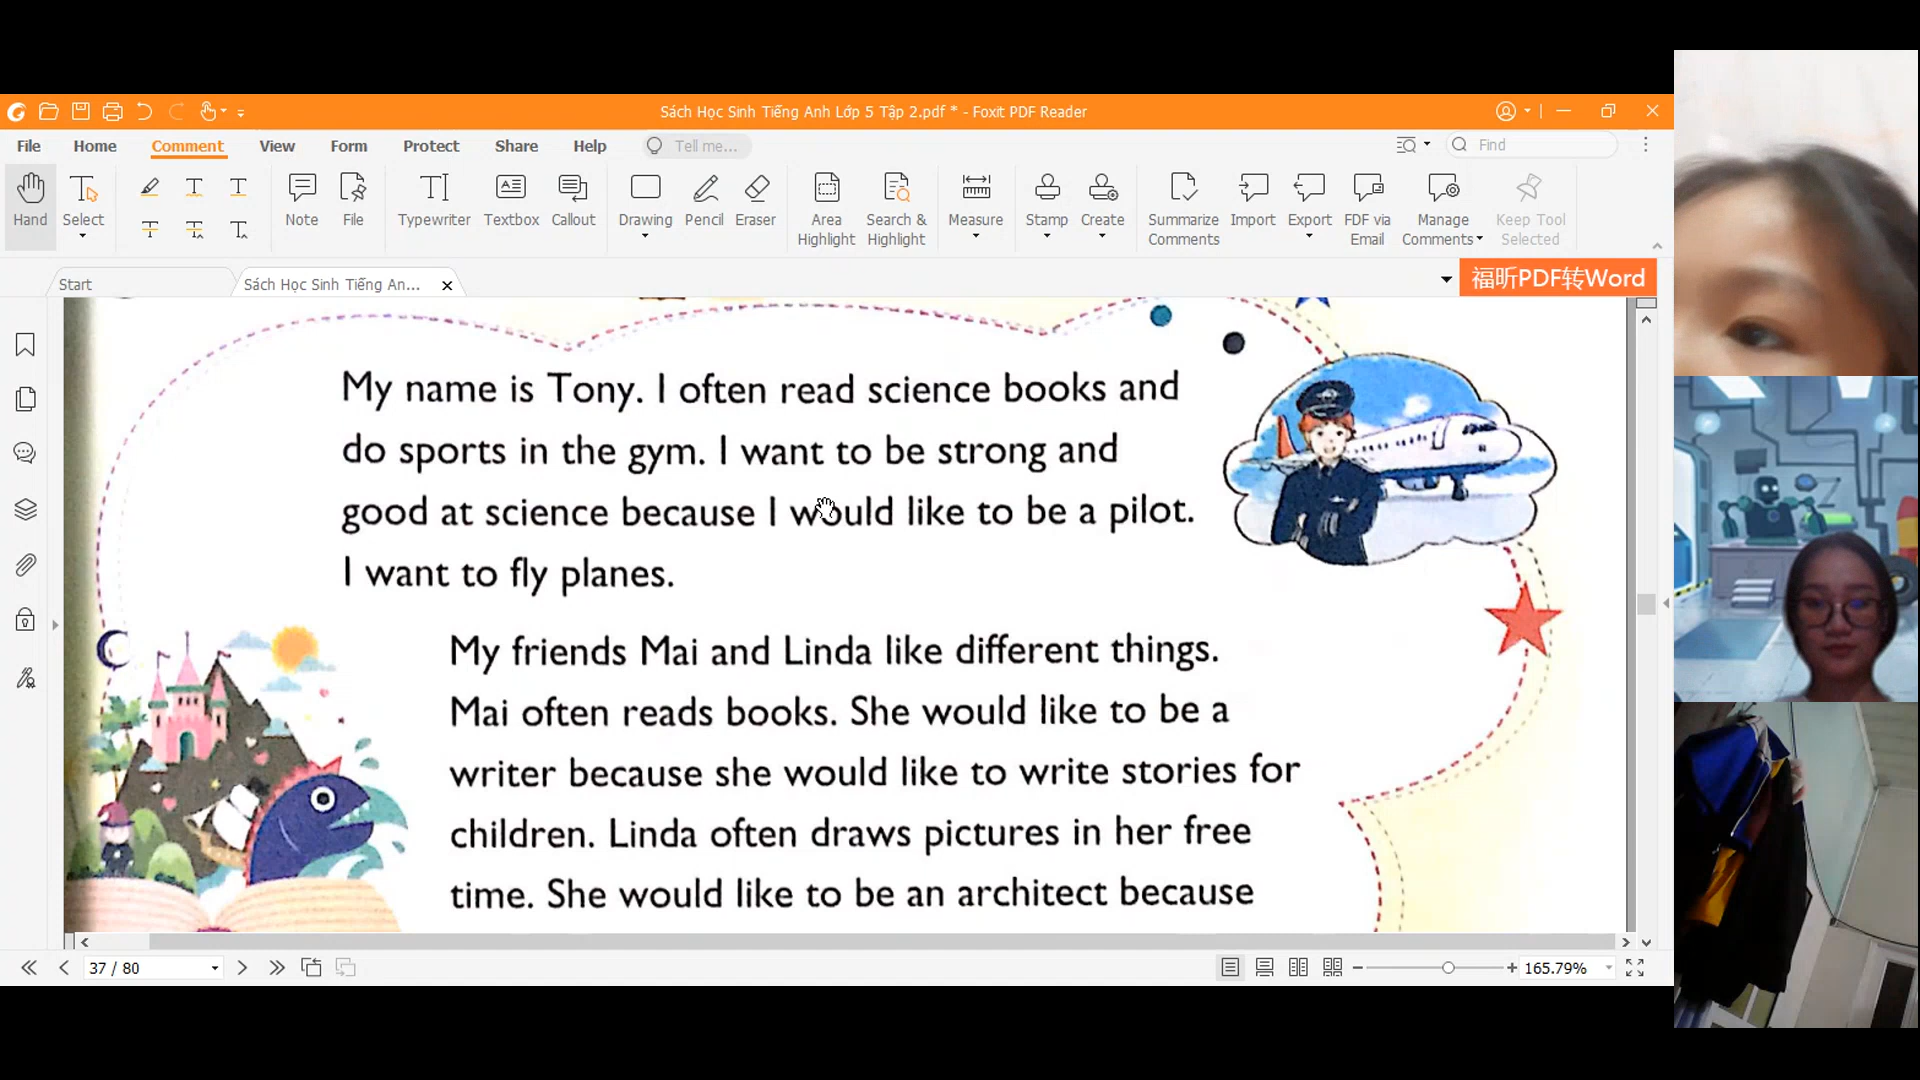 Sách Học Sinh Tiếng Anh Lớp 5 Tập 2.pdf * - Foxit PDF Reader
File Home Comment View Form Protect Share Help Tell me... Find
Hand Select Note File Typewriter Textbox Callout Drawing Pencil Eraser Area Highlight Search & Highlight Measure Stamp Create Summarize Comments Import Export FDF via Email Manage Comments Keep Tool Selected
Start Sách Học Sinh Tiếng An... 福昕PDF转Word
My name is Tony. I often read science books and
do sports in the gym. I want to be strong and
good at science because I would like to be a pilot.
I want to fly planes.
My friends Mai and Linda like different things.
Mai often reads books. She would like to be a
writer because she would like to write stories for
children. Linda often draws pictures in her free
time. She would like to be an architect because
37 / 80 165.79%